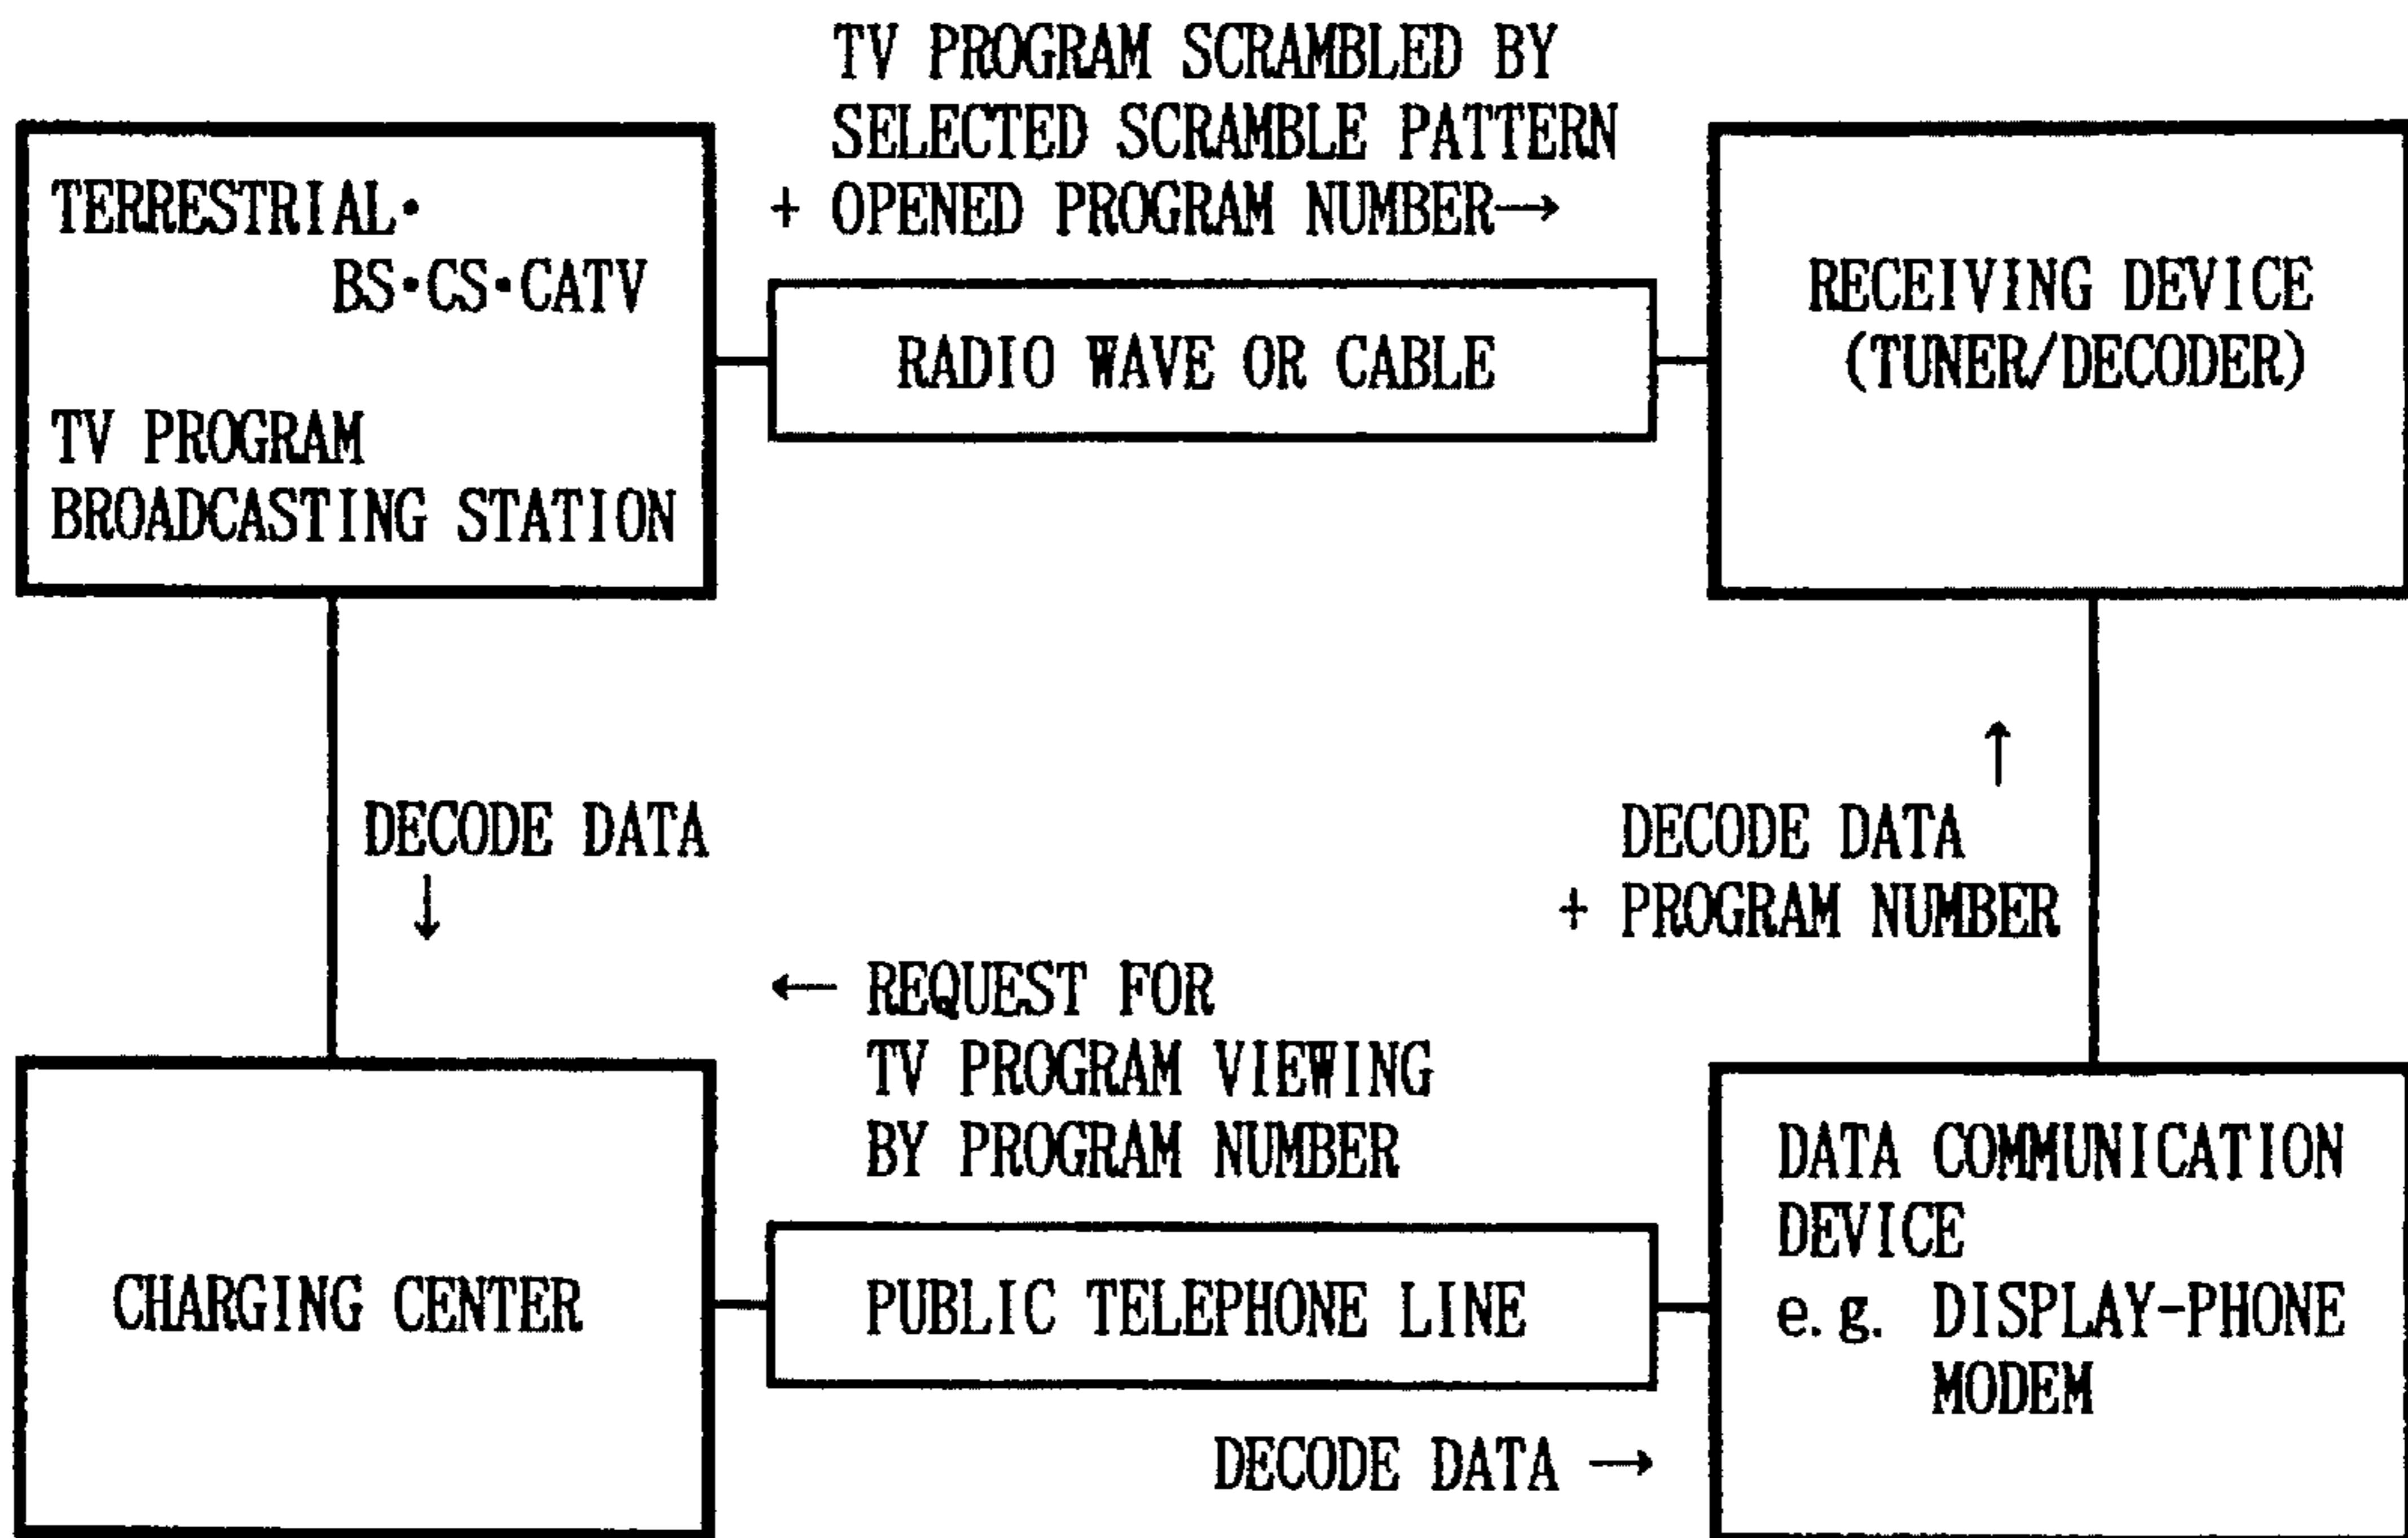 TV PROGRAM SCRAMBLED BY
SELECTED SCRAMBLE PATTERN
+ OPENED PROGRAM NUMBER→
TERRESTRIAL・
BS・CS・CATV
TV PROGRAM
BROADCASTING STATION
RADIO WAVE OR CABLE
RECEIVING DEVICE
(TUNER/DECODER)
DECODE DATA
↓
↑
DECODE DATA
+ PROGRAM NUMBER
← REQUEST FOR
TV PROGRAM VIEWING
BY PROGRAM NUMBER
CHARGING CENTER
PUBLIC TELEPHONE LINE
DECODE DATA →
DATA COMMUNICATION
DEVICE
e.g. DISPLAY-PHONE
MODEM